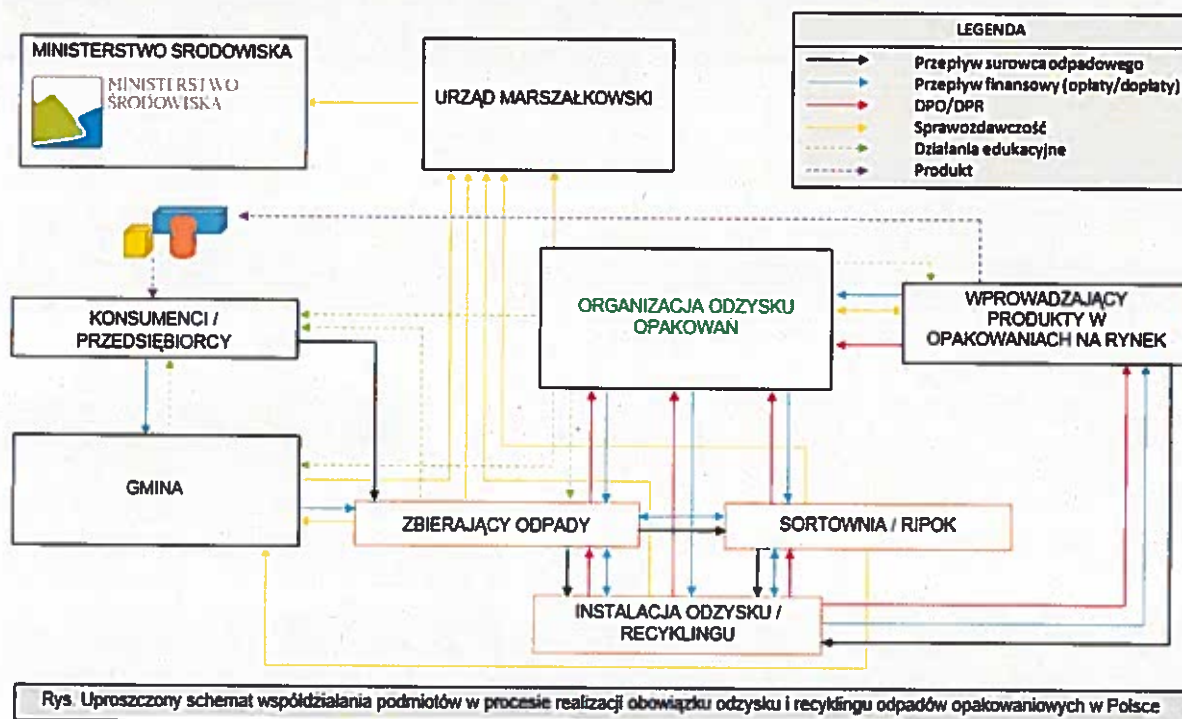 MINISTERSTWO ŚRODOWISKA
MINISTERSTWO
ŚRODOWISKA
URZĄD MARSZAŁKOWSKI
LEGENDA
Przepływ surowca odpadowego
Przepływ finansowy (opłaty/dopłaty)
DPO/DPR
Sprawozdawczość
Działania edukacyjne
Produkt
KONSUMENCI /
PRZEDSIĘBIORCY
ORGANIZACJA ODZYSKU
OPAKOWAŃ
WPROWADZAJĄCY
PRODUKTY W
OPAKOWANIACH NA RYNEK
GMINA
ZBIERAJĄCY ODPADY
SORTOWNIA / RIPOK
INSTALACJA ODZYSKU /
RECYKLINGU
Rys. Uproszczony schemat współdziałania podmiotów w procesie realizacji obowiązku odzysku i recyklingu odpadów opakowaniowych w Polsce